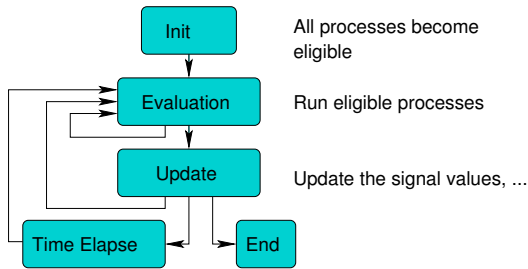 Init
All processes become
eligible
Evaluation
Run eligible processes
Update
Update the signal values, ...
Time Elapse
End